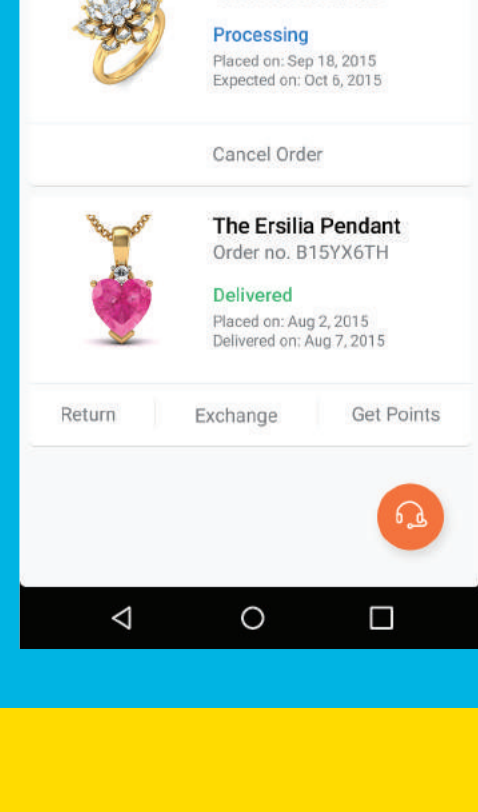 Processing
Placed on: Sep 18, 2015
Expected on: Oct 6, 2015
Cancel Order
The Ersilia Pendant
Order no. B15YX6TH
Delivered
Placed on: Aug 2, 2015
Delivered on: Aug 7, 2015
Return
Exchange
Get Points